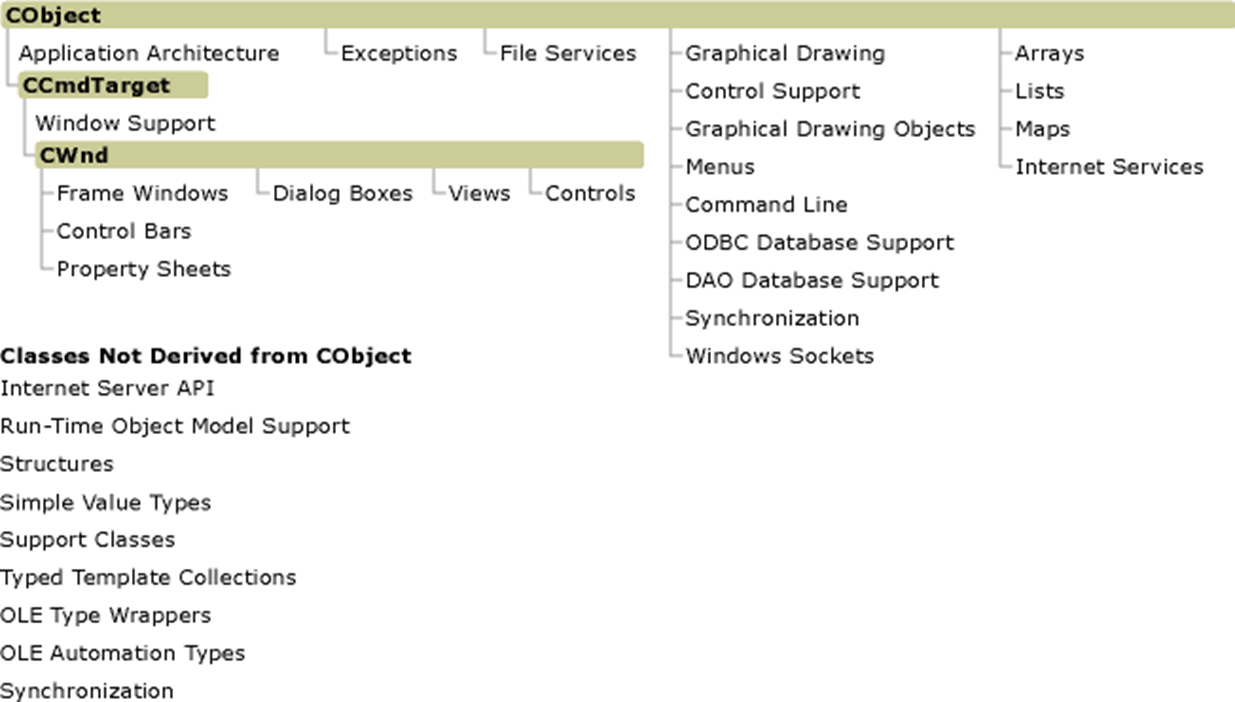 CObject
Application Architecture
Exceptions
File Services
Graphical Drawing
Arrays
CCmdTarget
Control Support
Lists
Window Support
Graphical Drawing Objects
Maps
CWnd
Menus
Internet Services
Frame Windows
Dialog Boxes
Views
Controls
Command Line
Control Bars
ODBC Database Support
Property Sheets
DAO Database Support
Synchronization
Windows Sockets
Classes Not Derived from CObject
Internet Server API
Run-Time Object Model Support
Structures
Simple Value Types
Support Classes
Typed Template Collections
OLE Type Wrappers
OLE Automation Types
Synchronization